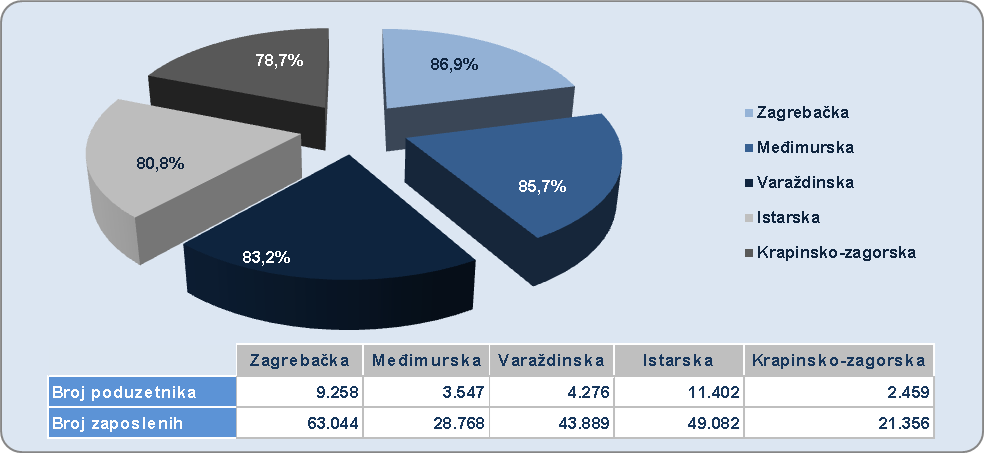 78,7%
86,9%
80,8%
85,7%
83,2%
Zagrebačka
Međimurska
Varaždinska
Istarska
Krapinsko-zagorska
Zagrebačka Međimurska Varaždinska Istarska Krapinsko-zagorska
Broj poduzetnika 9.258 3.547 4.276 11.402 2.459
Broj zaposlenih 63.044 28.768 43.889 49.082 21.356